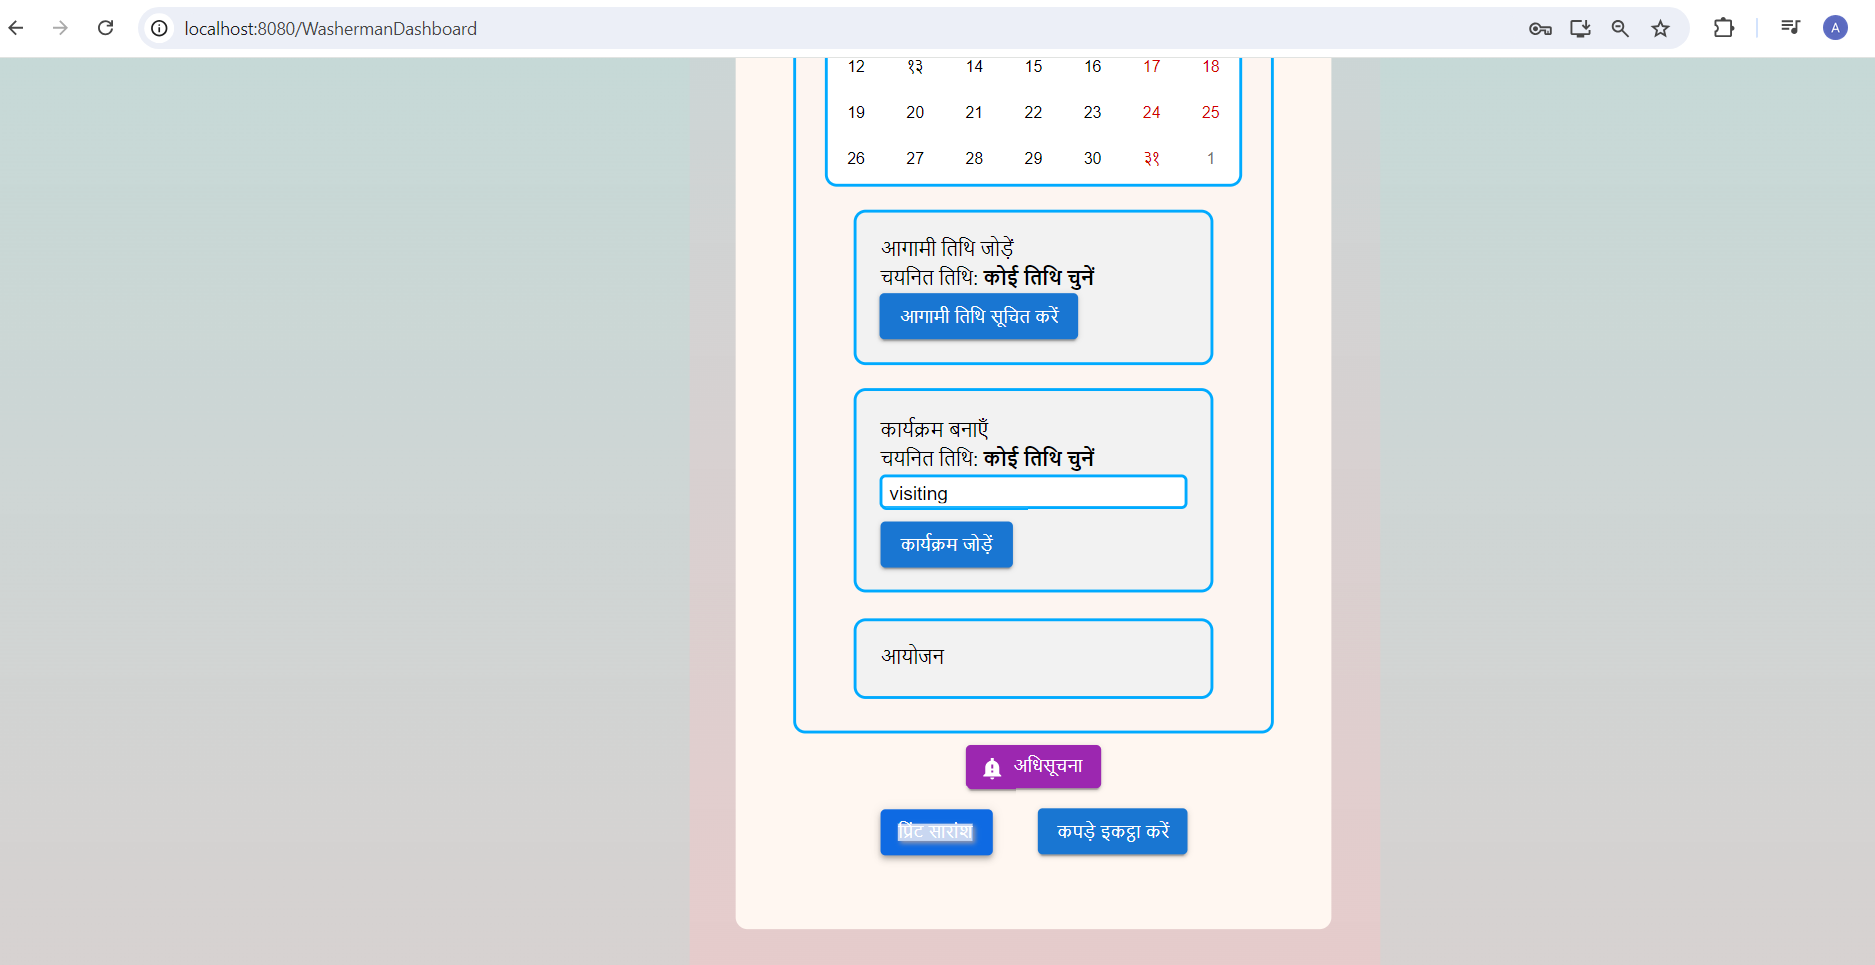 localhost:8080/WashermanDashboard
A
12 १३ 14 15 16 17 18
19 20 21 22 23 24 25
26 27 28 29 30 ३१ 1
आगामी तिथि जोड़ें
चयनित तिथि: कोई तिथि चुनें
आगामी तिथि सूचित करें
कार्यक्रम बनाएँ
चयनित तिथि: कोई तिथि चुनें
visiting
कार्यक्रम जोड़ें
आयोजन
अधिसूचना
प्रिंट सारांश कपड़े इकट्ठा करें